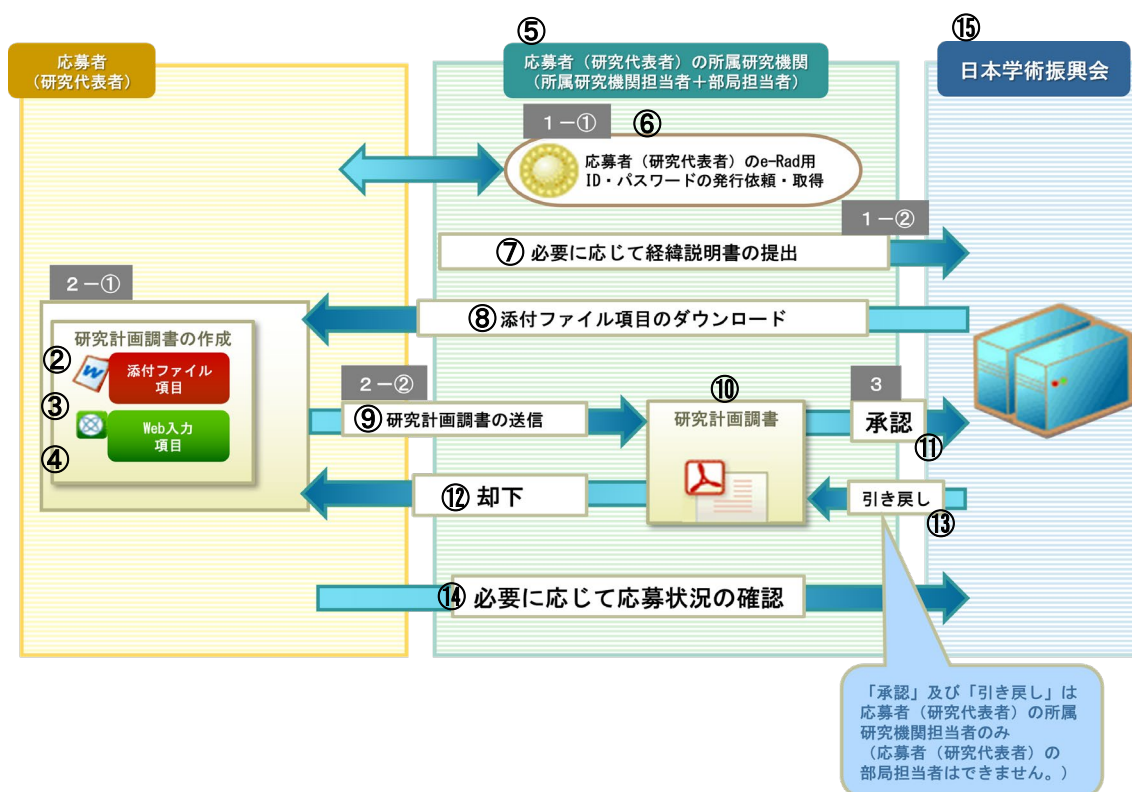 ⑤
⑮
応募者
(研究代表者)
応募者(研究代表者)の所属研究機関
(所属研究機関担当者+部局担当者)
日本学術振興会
1-①
⑥
応募者(研究代表者)のe-Rad用
ID・パスワードの発行依頼・取得
1-②
⑦必要に応じて経緯説明書の提出
2-①
⑧添付ファイル項目のダウンロード
研究計画調書の作成
②
W
添付ファイル
項目
③
Web入力
項目
④
2-②
⑨研究計画調書の送信
⑩
研究計画調書
3
承認
⑪
⑫却下
引き戻し
⑬
⑭必要に応じて応募状況の確認
「承認」及び「引き戻し」は
応募者(研究代表者)の所属
研究機関担当者のみ
(応募者(研究代表者)の
部局担当者はできません。)